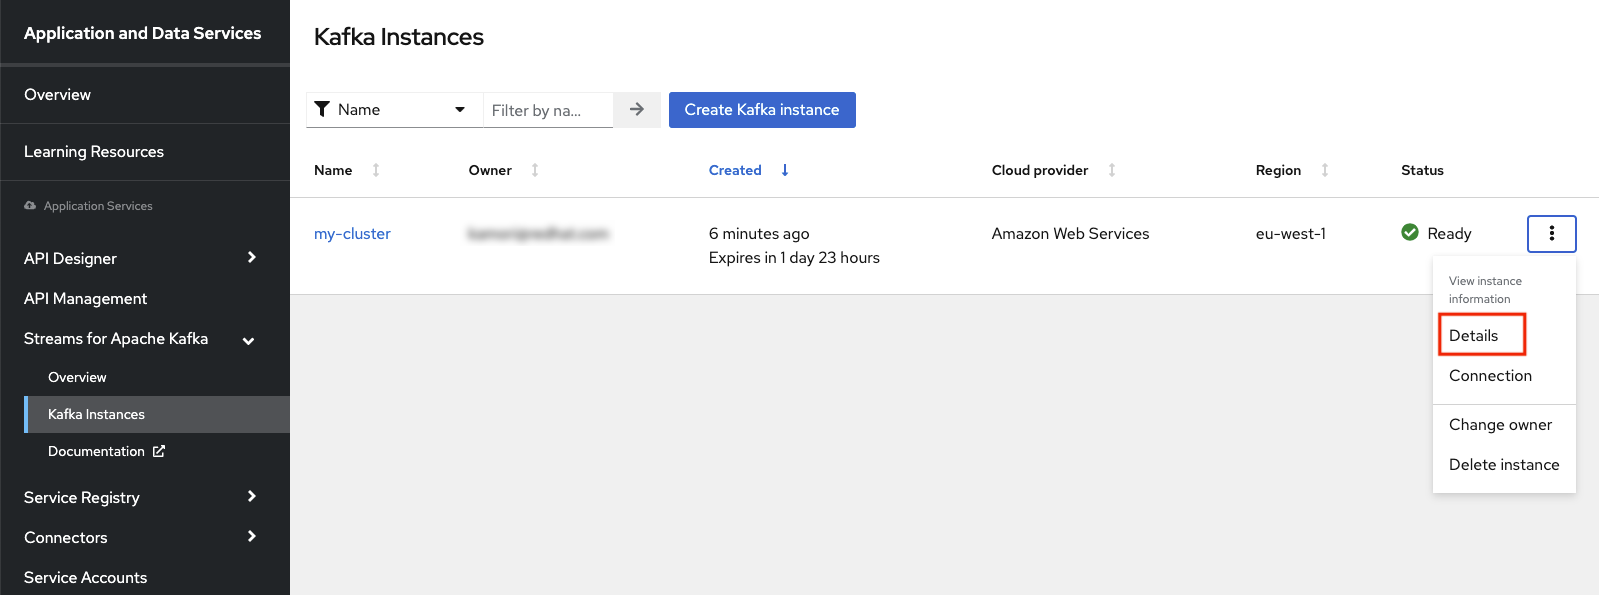 Application and Data Services
Overview
Learning Resources
Application Services
API Designer
API Management
Streams for Apache Kafka
Overview
Kafka Instances
Documentation
Service Registry
Connectors
Service Accounts
Kafka Instances
Name Filter by na... Create Kafka instance
Name Owner Created Cloud provider Region Status
my-cluster 6 minutes ago Amazon Web Services eu-west-1 Ready
Expires in 1 day 23 hours
View instance
information
Details
Connection
Change owner
Delete instance